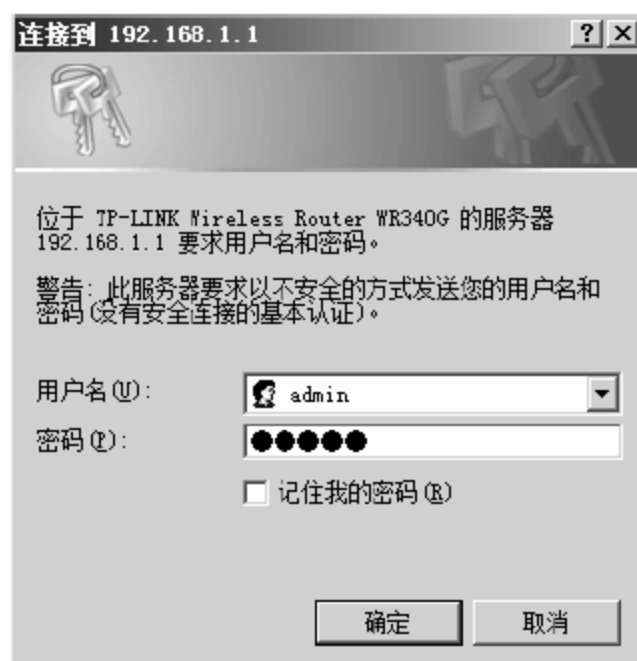 连接到 192.168.1.1
位于 TP-LINK Wireless Router WR340G 的服务器
192.168.1.1 要求用户名和密码。
警告: 此服务器要求以不安全的方式发送您的用户名和
密码(没有安全连接的基本认证)。
用户名(U):
admin
密码(P):
●●●●●
记住我的密码(R)
确定 取消